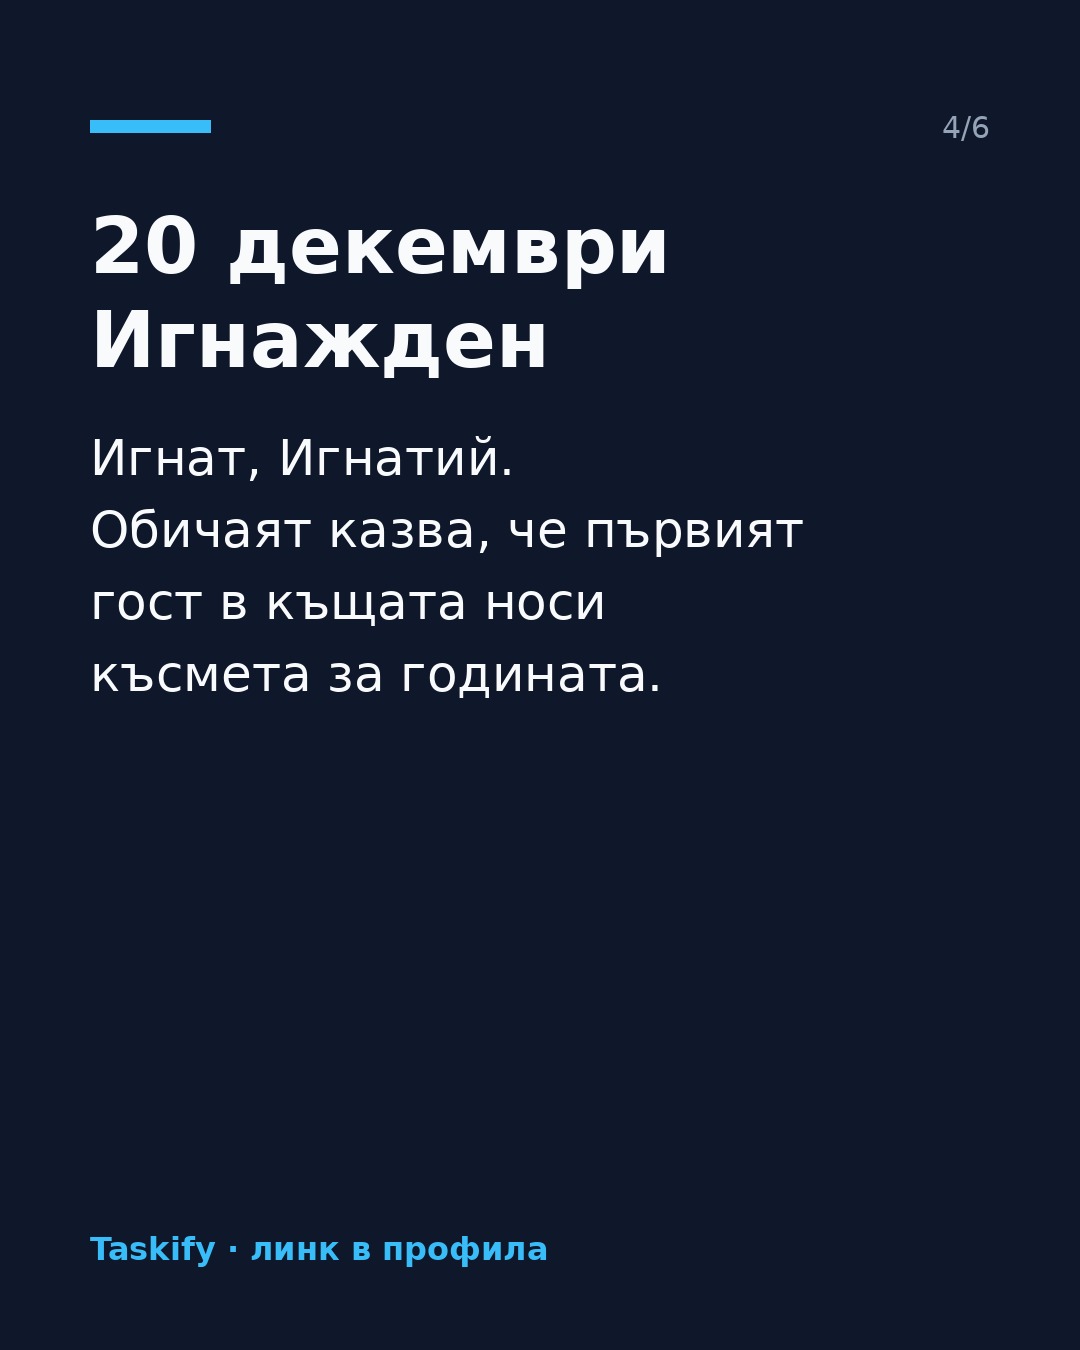 4/6
20 декември
Игнажден
Игнат, Игнатий.
Обичаят казва, че първият
гост в къщата носи
късмета за годината.
Taskify · линк в профила